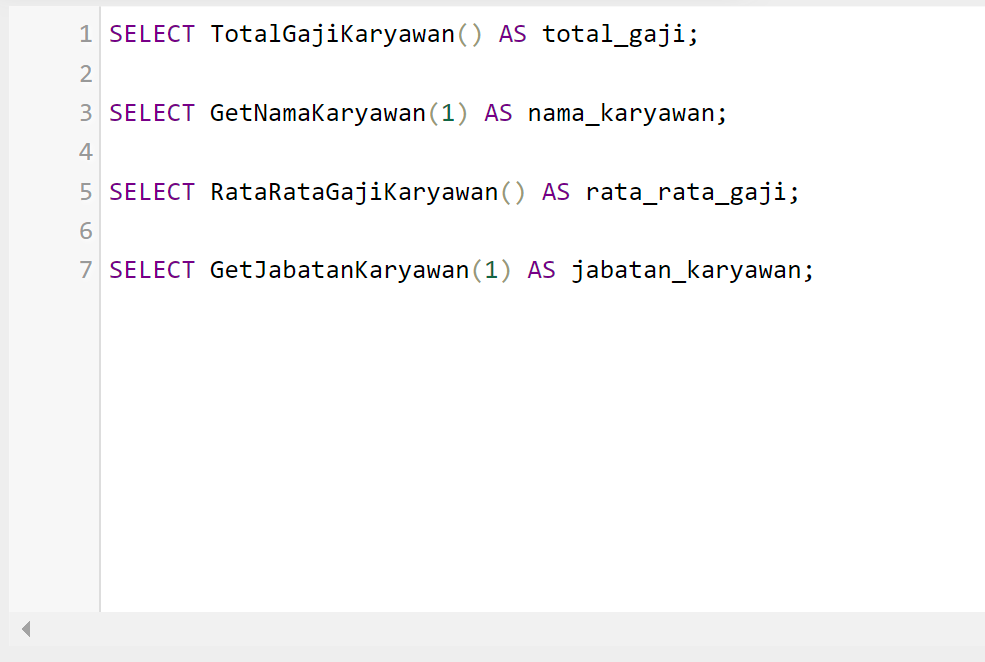 1 SELECT TotalGajiKaryawan() AS total_gaji;
2
3 SELECT GetNamaKaryawan(1) AS nama_karyawan;
4
5 SELECT RataRataGajiKaryawan() AS rata_rata_gaji;
6
7 SELECT GetJabatanKaryawan(1) AS jabatan_karyawan;